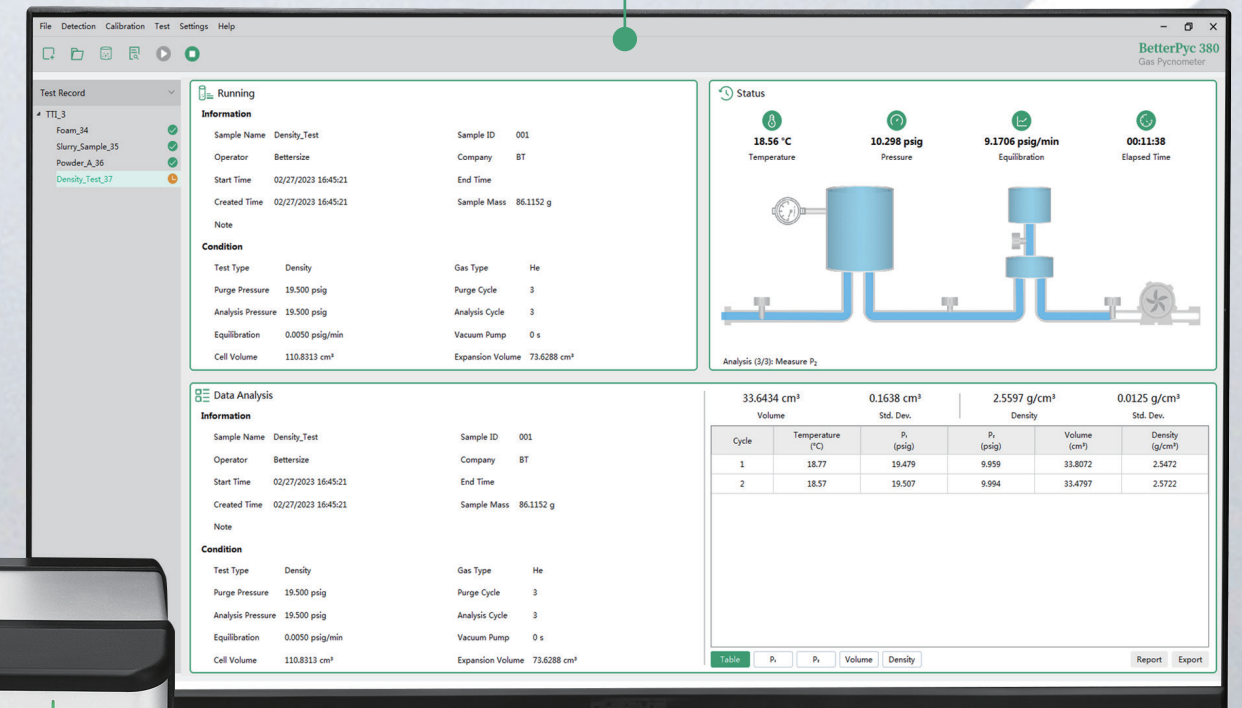 File Detection Calibration Test Settings Help
BetterPyc 380
Gas Pycnometer
Test Record
TTI_3
Foam_34
Slurry_Sample_35
Powder_A_36
Density_Test_37
Running
Information
Sample Name Density_Test Sample ID 001
Operator Bettersize Company BT
Start Time 02/27/2023 16:45:21 End Time
Created Time 02/27/2023 16:45:21 Sample Mass 86.1152 g
Note
Condition
Test Type Density Gas Type He
Purge Pressure 19.500 psig Purge Cycle 3
Analysis Pressure 19.500 psig Analysis Cycle 3
Equilibration 0.0050 psig/min Vacuum Pump 0 s
Cell Volume 110.8313 cm³ Expansion Volume 73.6288 cm³
Status
18.56 °C 10.298 psig 9.1706 psig/min 00:11:38
Temperature Pressure Equilibration Elapsed Time
Analysis (3/3): Measure P₂
Data Analysis
Information
Sample Name Density_Test Sample ID 001
Operator Bettersize Company BT
Start Time 02/27/2023 16:45:21 End Time
Created Time 02/27/2023 16:45:21 Sample Mass 86.1152 g
Note
Condition
Test Type Density Gas Type He
Purge Pressure 19.500 psig Purge Cycle 3
Analysis Pressure 19.500 psig Analysis Cycle 3
Equilibration 0.0050 psig/min Vacuum Pump 0 s
Cell Volume 110.8313 cm³ Expansion Volume 73.6288 cm³
33.6434 cm³ 0.1638 cm³ 2.5597 g/cm³ 0.0125 g/cm³
Volume Std. Dev. Density Std. Dev.
Cycle Temperature P₁ P₂ Volume Density
(°C) (psig) (psig) (cm³) (g/cm³)
1 18.77 19.479 9.959 33.8072 2.5472
2 18.57 19.507 9.994 33.4797 2.5722
Table P₁ P₂ Volume Density Report Export